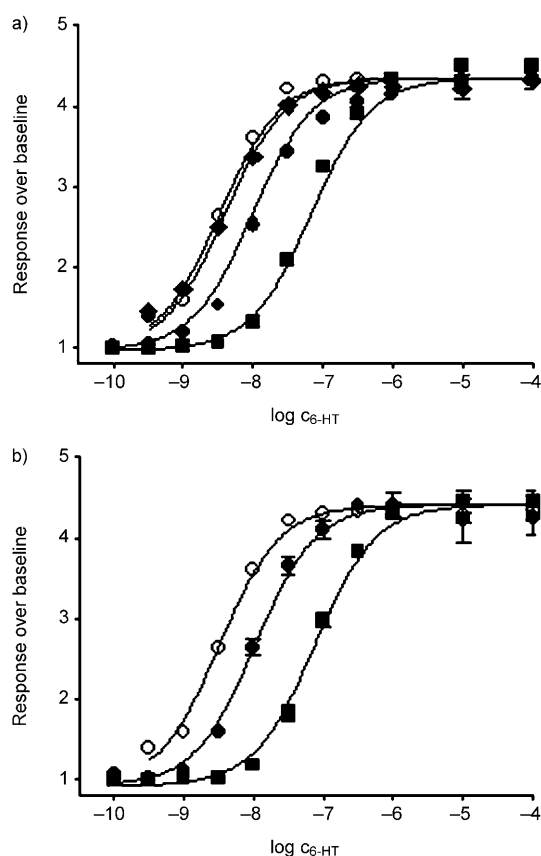 a)
5
4
3
2
1
Response over baseline
–10 –9 –8 –7 –6 –5 –4
log c6-HT
b)
5
4
3
2
1
Response over baseline
–10 –9 –8 –7 –6 –5 –4
log c6-HT